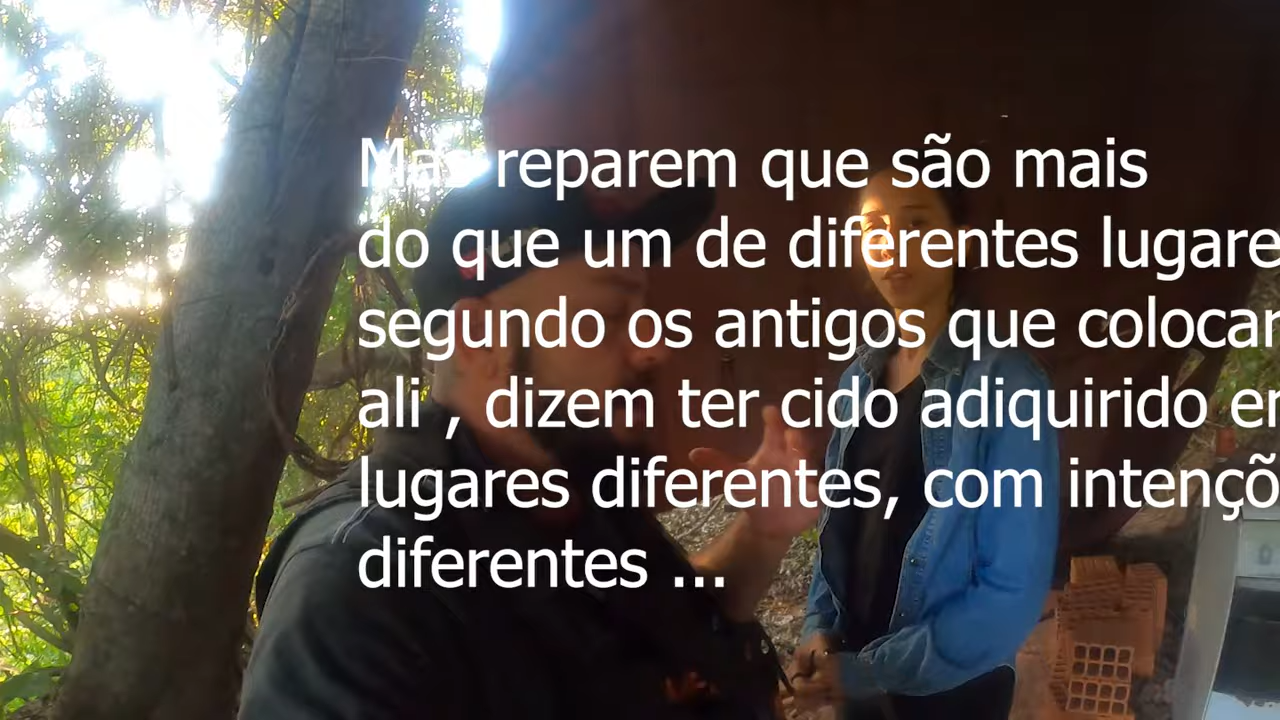 Mas reparem que são mais
do que um de diferentes lugare
segundo os antigos que colocar
ali , dizem ter cido adiquirido er
lugares diferentes, com intençõ
diferentes ...